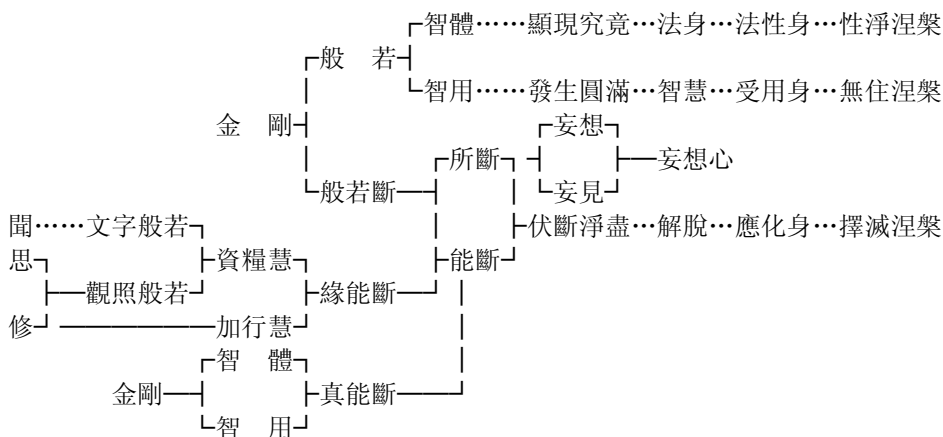 智體……顯現究竟…法身…法性身…性淨涅槃
般　若
智用……發生圓滿…智慧…受用身…無住涅槃
金　剛
妄想
所斷
妄想心
般若斷
妄見
聞……文字般若
伏斷淨盡…解脫…應化身…擇滅涅槃
思
資糧慧
能斷
觀照般若
緣能斷
修
加行慧
智　體
金剛
真能斷
智　用